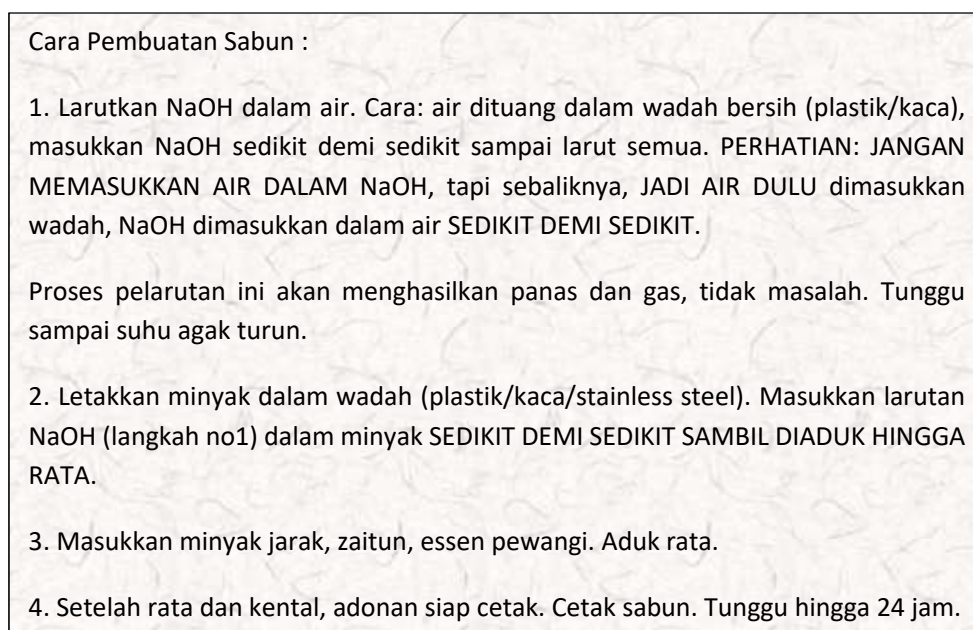 Cara Pembuatan Sabun :
1. Larutkan NaOH dalam air. Cara: air dituang dalam wadah bersih (plastik/kaca),
masukkan NaOH sedikit demi sedikit sampai larut semua. PERHATIAN: JANGAN
MEMASUKKAN AIR DALAM NaOH, tapi sebaliknya, JADI AIR DULU dimasukkan
wadah, NaOH dimasukkan dalam air SEDIKIT DEMI SEDIKIT.
Proses pelarutan ini akan menghasilkan panas dan gas, tidak masalah. Tunggu
sampai suhu agak turun.
2. Letakkan minyak dalam wadah (plastik/kaca/stainless steel). Masukkan larutan
NaOH (langkah no1) dalam minyak SEDIKIT DEMI SEDIKIT SAMBIL DIADUK HINGGA
RATA.
3. Masukkan minyak jarak, zaitun, essen pewangi. Aduk rata.
4. Setelah rata dan kental, adonan siap cetak. Cetak sabun. Tunggu hingga 24 jam.